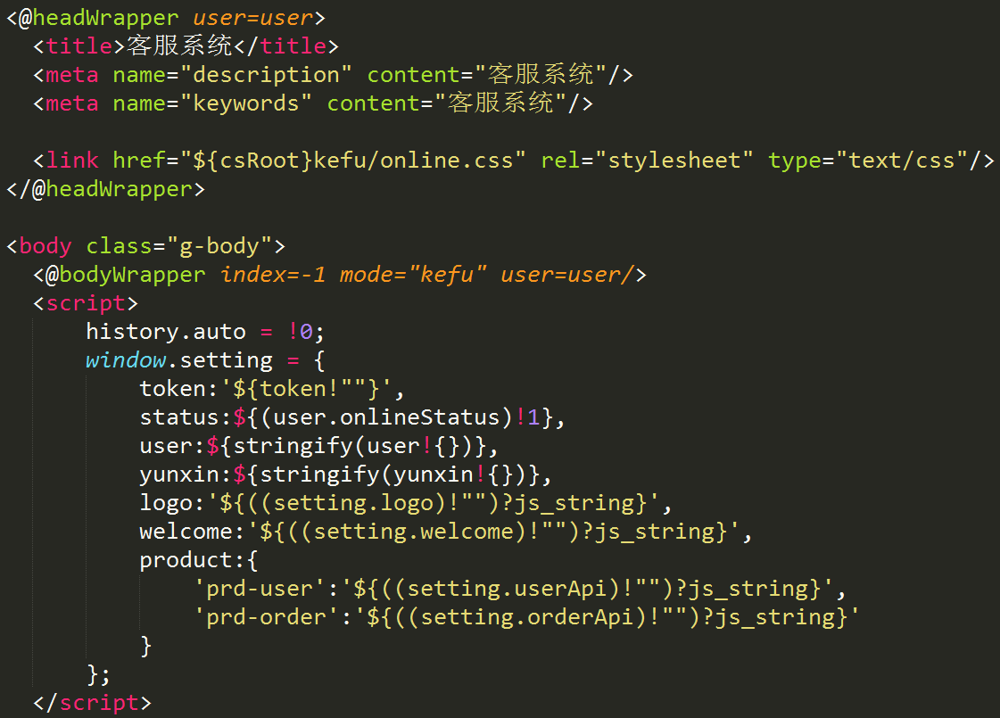 <@headWrapper user=user>
<title>客服系统</title>
<meta name="description" content="客服系统"/>
<meta name="keywords" content="客服系统"/>
<link href="${csRoot}kefu/online.css" rel="stylesheet" type="text/css"/>
</@headWrapper>
<body class="g-body">
<@bodyWrapper index=-1 mode="kefu" user=user/>
<script>
history.auto = !0;
window.setting = {
token:'${token!""}',
status:${(user.onlineStatus)!1},
user:${stringify(user!{})},
yunxin:${stringify(yunxin!{})},
logo:'${((setting.logo)!"")?js_string}',
welcome:'${((setting.welcome)!"")?js_string}',
product:{
'prd-user':'${((setting.userApi)!"")?js_string}',
'prd-order':'${((setting.orderApi)!"")?js_string}'
}
};
</script>